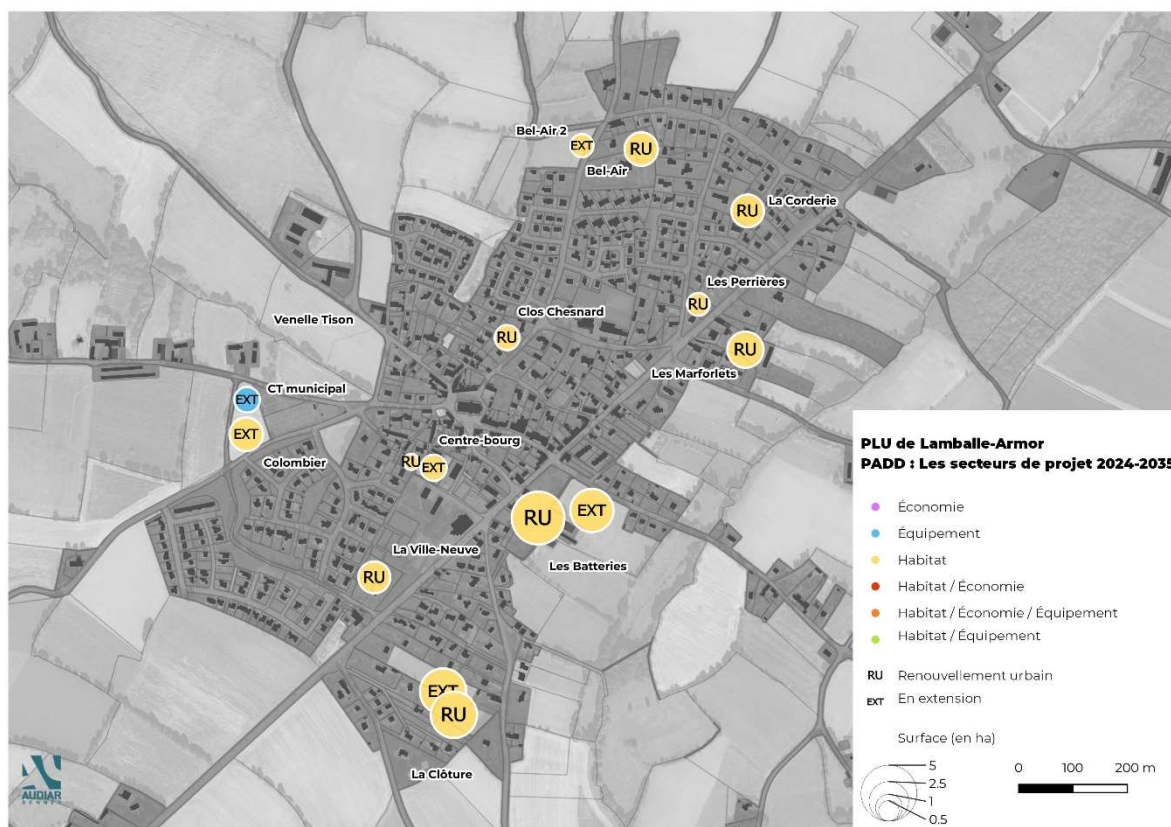 Bel-Air 2
EXT
RU
Bel-Air
RU
La Corderie
Les Perrières
RU
Clos Chesnard
Venelle Tison
RU
RU
Les Marforlets
CT municipal
EXT
EXT
Centre-bourg
Colombier
RU
EXT
RU
EXT
La Ville-Neuve
Les Batteries
RU
EXT
RU
La Clôture
PLU de Lamballe-Armor
PADD : Les secteurs de projet 2024-2035
Économie
Équipement
Habitat
Habitat / Économie
Habitat / Économie / Équipement
Habitat / Équipement
RU Renouvellement urbain
EXT En extension
Surface (en ha)
5
2.5
1
0.5
0 100 200 m
AUDIAR
RENNES